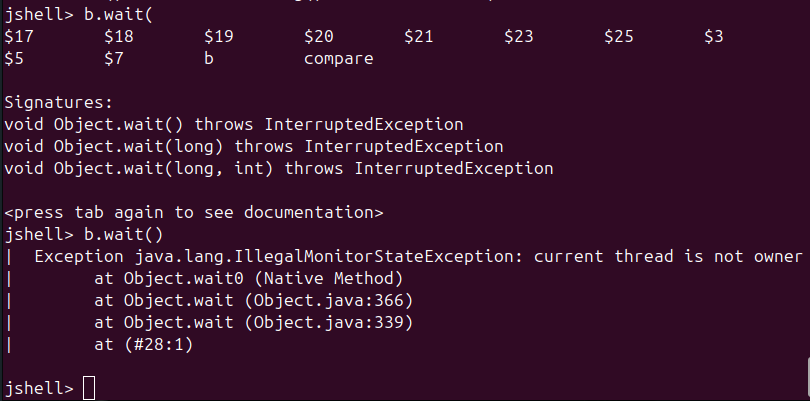 jshell> b.wait(
$17 $18 $19 $20 $21 $23 $25 $3
$5 $7 b compare
Signatures:
void Object.wait() throws InterruptedException
void Object.wait(long) throws InterruptedException
void Object.wait(long, int) throws InterruptedException
<press tab again to see documentation>
jshell> b.wait()
| Exception java.lang.IllegalMonitorStateException: current thread is not owner
| at Object.wait0 (Native Method)
| at Object.wait (Object.java:366)
| at Object.wait (Object.java:339)
| at (#28:1)
jshell>